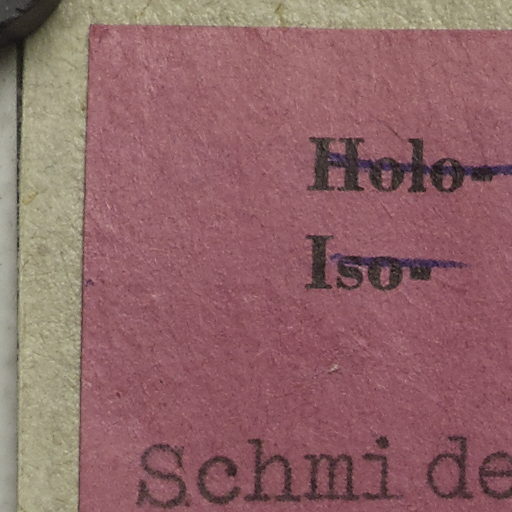 Holo-
Iso-
Schmi de